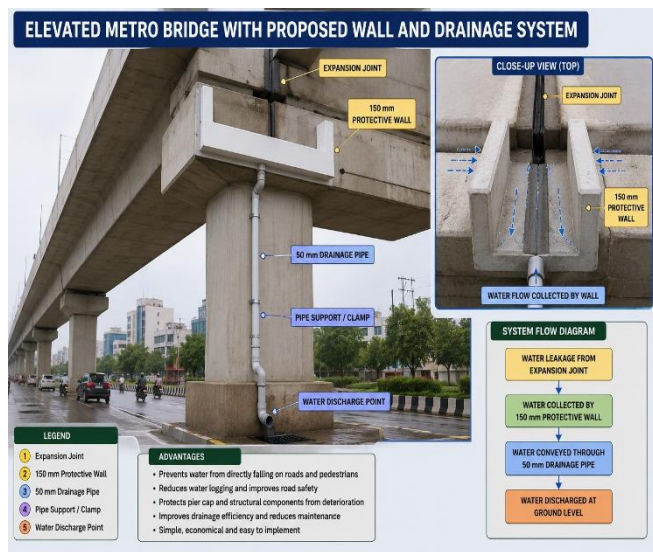 ELEVATED METRO BRIDGE WITH PROPOSED WALL AND DRAINAGE SYSTEM
EXPANSION JOINT
150 mm
PROTECTIVE WALL
50 mm DRAINAGE PIPE
PIPE SUPPORT / CLAMP
WATER DISCHARGE POINT
CLOSE-UP VIEW (TOP)
EXPANSION JOINT
150 mm
PROTECTIVE
WALL
WATER FLOW COLLECTED BY WALL
SYSTEM FLOW DIAGRAM
WATER LEAKAGE FROM
EXPANSION JOINT
WATER COLLECTED BY
150 mm PROTECTIVE WALL
WATER CONVEYED THROUGH
50 mm DRAINAGE PIPE
WATER DISCHARGED AT
GROUND LEVEL
LEGEND
1 Expansion Joint
2 150 mm Protective Wall
3 50 mm Drainage Pipe
4 Pipe Support / Clamp
5 Water Discharge Point
ADVANTAGES
• Prevents water from directly falling on roads and pedestrians
• Reduces water logging and improves road safety
• Protects pier cap and structural components from deterioration
• Improves drainage efficiency and reduces maintenance
• Simple, economical and easy to implement